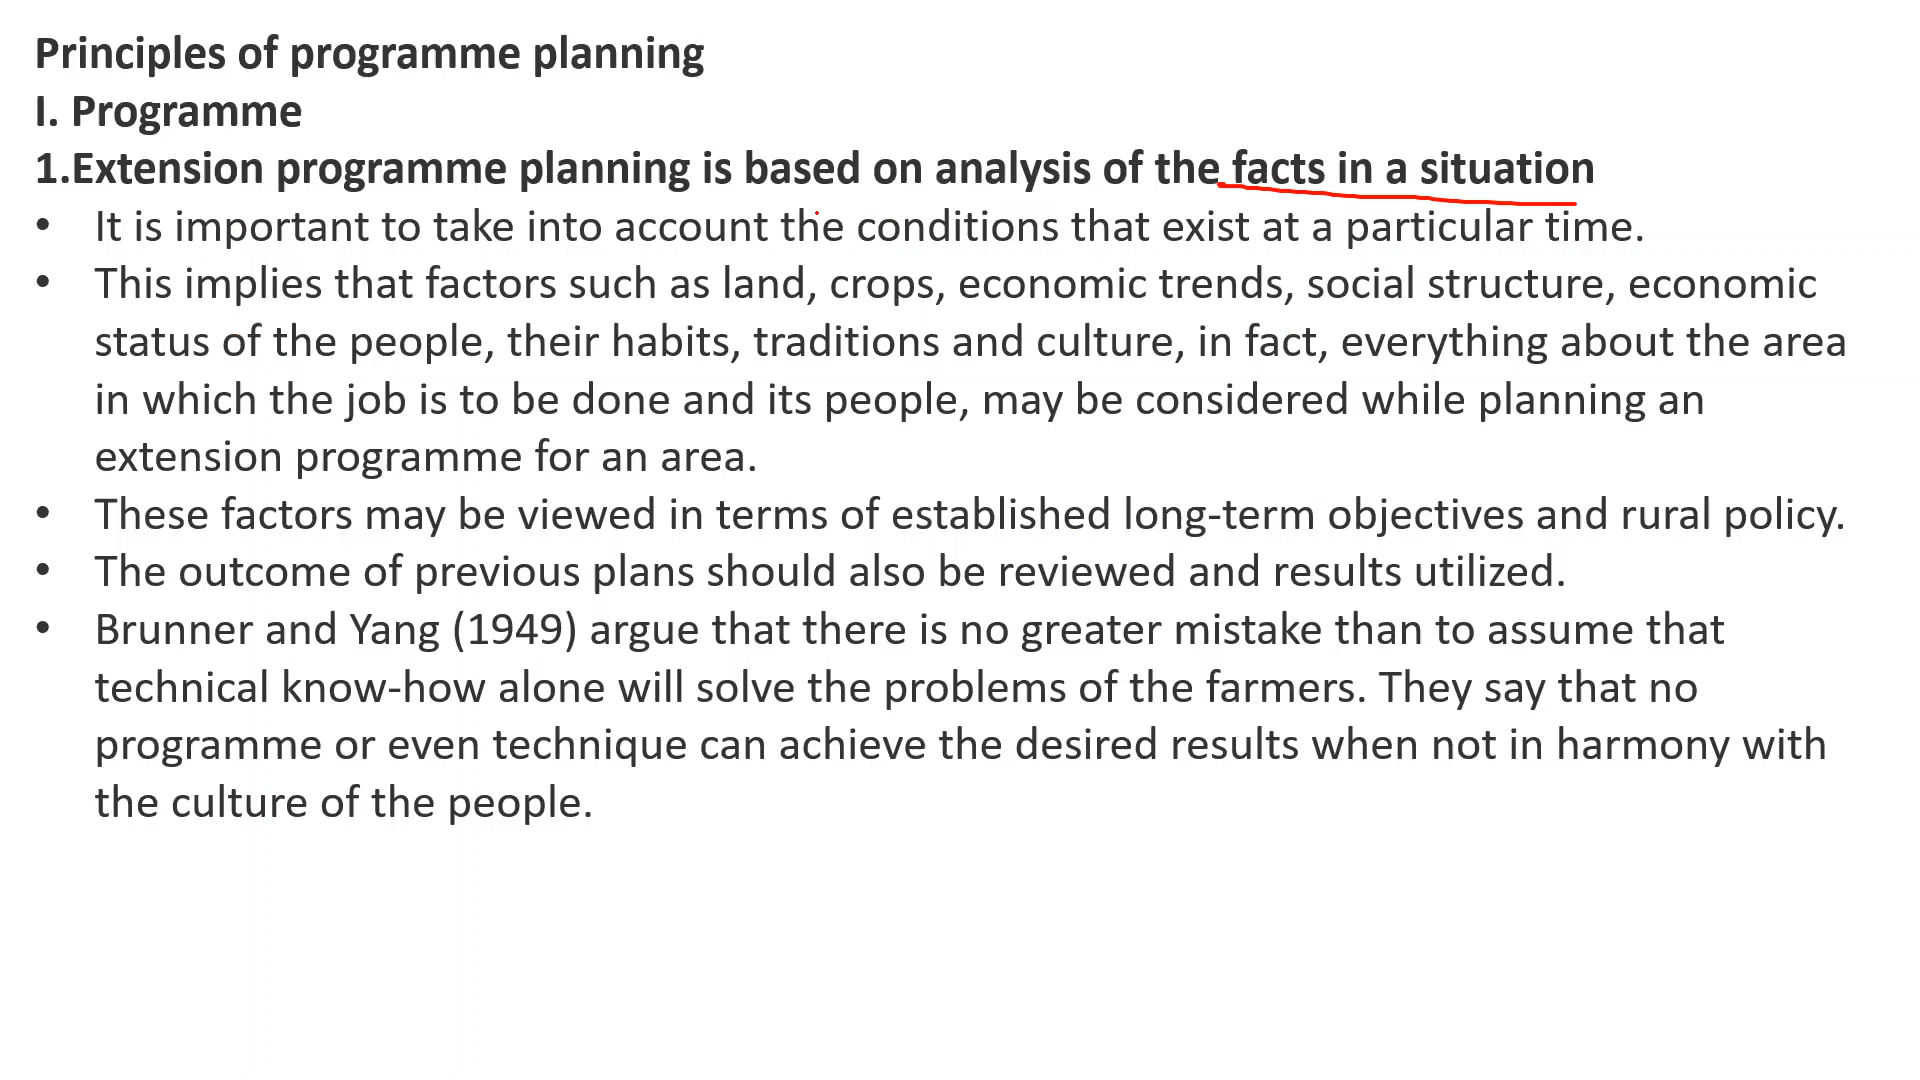 Principles of programme planning
I. Programme
1.Extension programme planning is based on analysis of the facts in a situation
• It is important to take into account the conditions that exist at a particular time.
• This implies that factors such as land, crops, economic trends, social structure, economic
status of the people, their habits, traditions and culture, in fact, everything about the area
in which the job is to be done and its people, may be considered while planning an
extension programme for an area.
• These factors may be viewed in terms of established long-term objectives and rural policy.
• The outcome of previous plans should also be reviewed and results utilized.
• Brunner and Yang (1949) argue that there is no greater mistake than to assume that
technical know-how alone will solve the problems of the farmers. They say that no
programme or even technique can achieve the desired results when not in harmony with
the culture of the people.